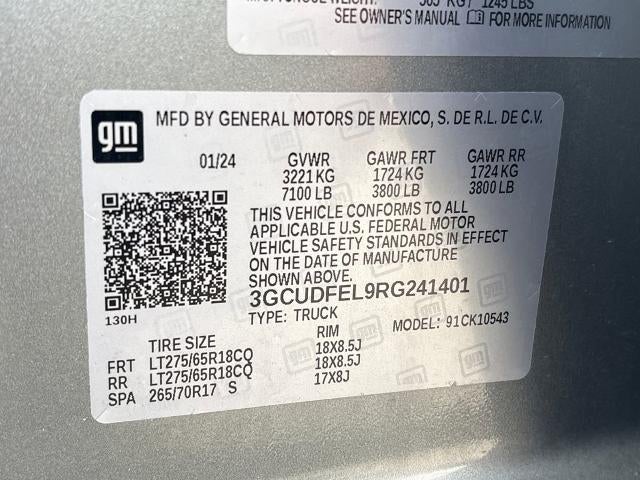 565 KG / 1245 LBS
SEE OWNER'S MANUAL FOR MORE INFORMATION
gm
MFD BY GENERAL MOTORS DE MEXICO, S. DE R.L. DE C.V.
01/24 GVWR GAWR FRT GAWR RR
3221 KG 1724 KG 1724 KG
7100 LB 3800 LB 3800 LB
THIS VEHICLE CONFORMS TO ALL
APPLICABLE U.S. FEDERAL MOTOR
VEHICLE SAFETY STANDARDS IN EFFECT
ON THE DATE OF MANUFACTURE
SHOWN ABOVE.
3GCUDFEL9RG241401
130H
TYPE: TRUCK MODEL: 91CK10543
TIRE SIZE RIM
FRT LT275/65R18CQ 18X8.5J
RR LT275/65R18CQ 18X8.5J
SPA 265/70R17 S 17X8J